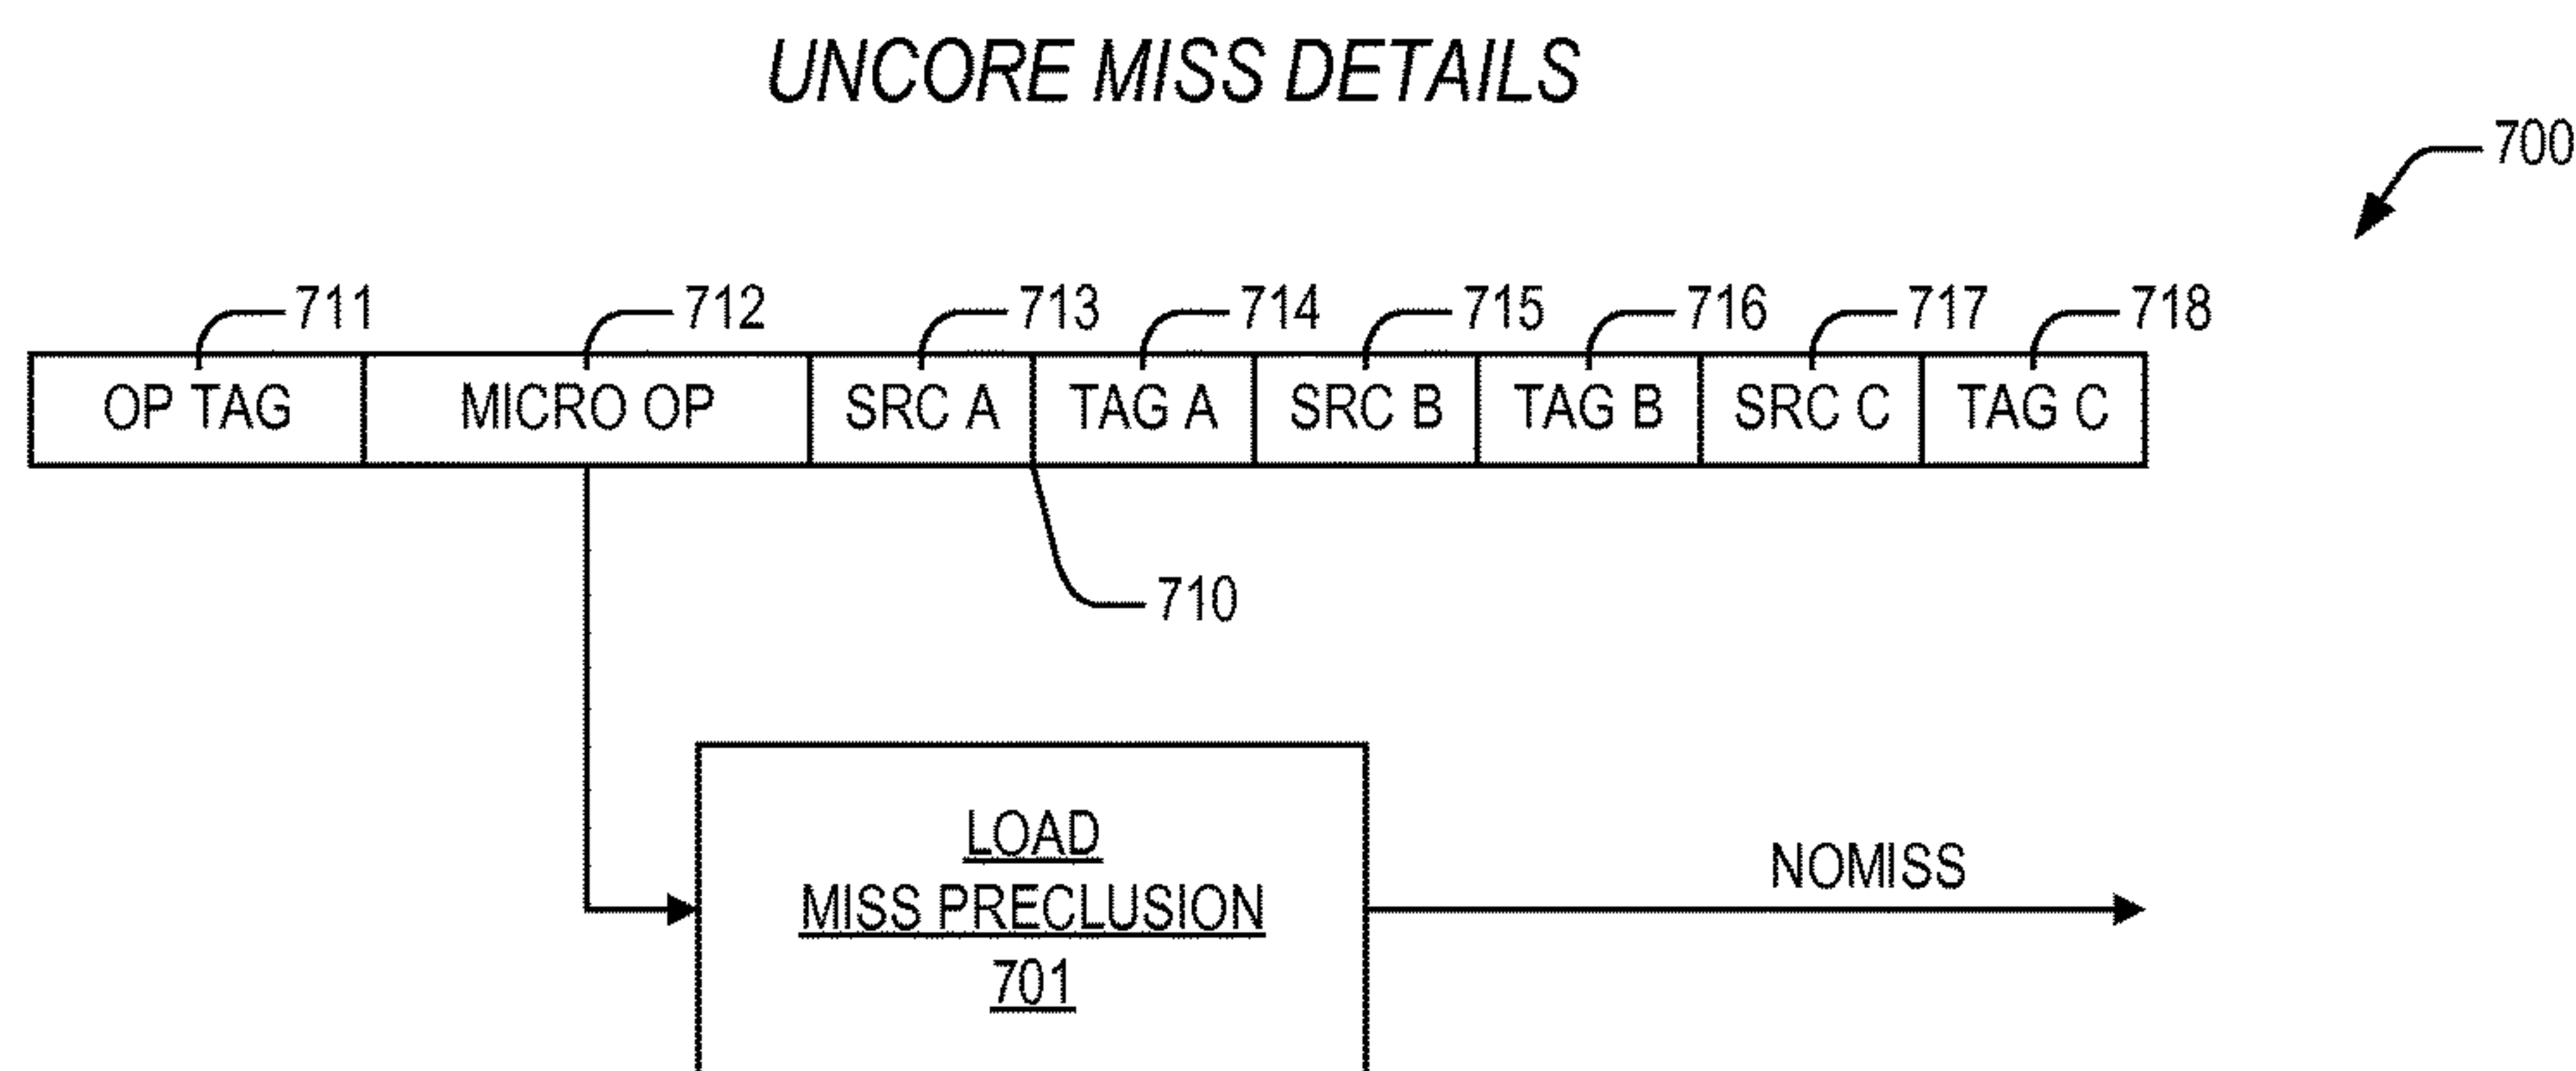 UNCORE MISS DETAILS
700
711 712 713 714 715 716 717 718
OP TAG MICRO OP SRC A TAG A SRC B TAG B SRC C TAG C
710
LOAD
MISS PRECLUSION
701
NOMISS